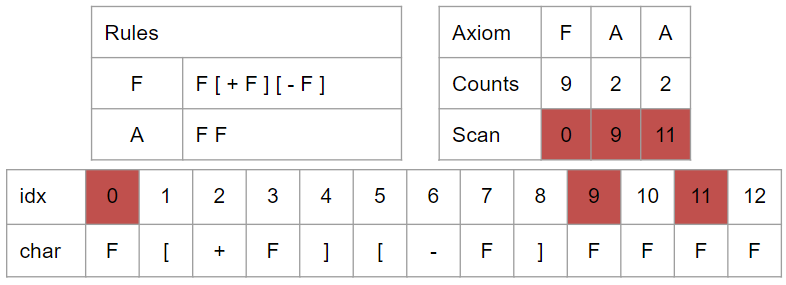 Rules
F F [ + F ] [ - F ]
A F F
Axiom F A A
Counts 9 2 2
Scan 0 9 11
idx 0 1 2 3 4 5 6 7 8 9 10 11 12
char F [ + F ] [ - F ] F F F F